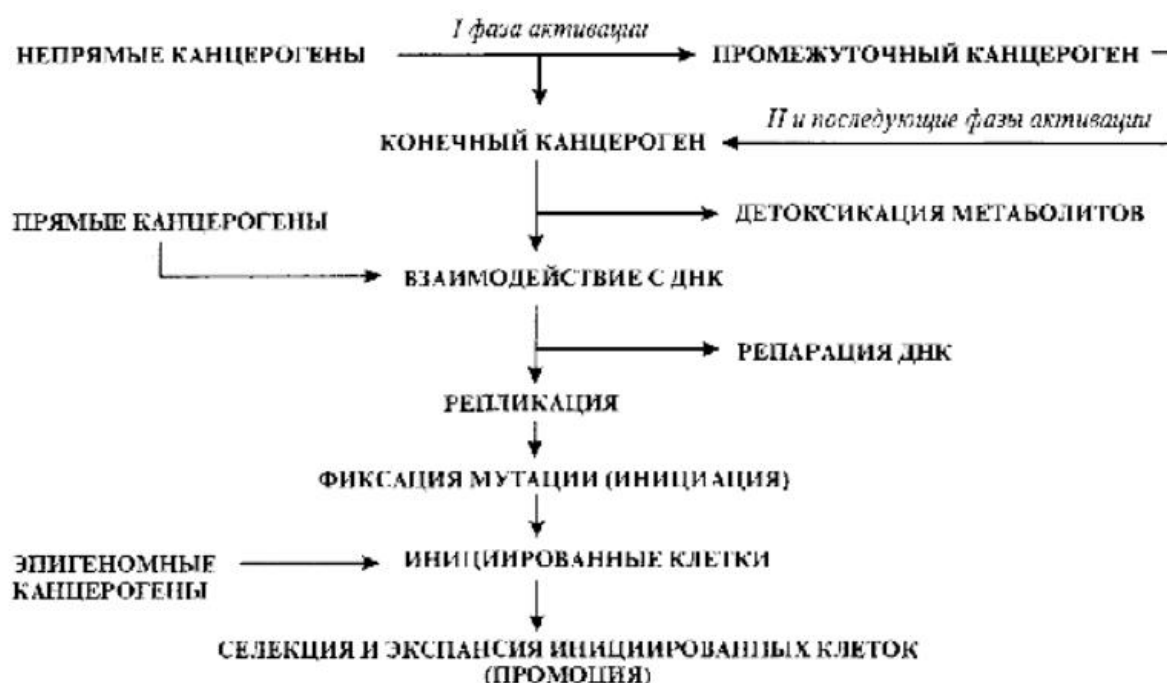 I фаза активации
НЕПРЯМЫЕ КАНЦЕРОГЕНЫ
ПРОМЕЖУТОЧНЫЙ КАНЦЕРОГЕН
II и последующие фазы активации
КОНЕЧНЫЙ КАНЦЕРОГЕН
ПРЯМЫЕ КАНЦЕРОГЕНЫ
ДЕТОКСИКАЦИЯ МЕТАБОЛИТОВ
ВЗАИМОДЕЙСТВИЕ С ДНК
РЕПАРАЦИЯ ДНК
РЕПЛИКАЦИЯ
ФИКСАЦИЯ МУТАЦИИ (ИНИЦИАЦИЯ)
ЭПИГЕНОМНЫЕ
КАНЦЕРОГЕНЫ
ИНИЦИИРОВАННЫЕ КЛЕТКИ
СЕЛЕКЦИЯ И ЭКСПАНСИЯ ИНИЦИИРОВАННЫХ КЛЕТОК
(ПРОМОЦИЯ)